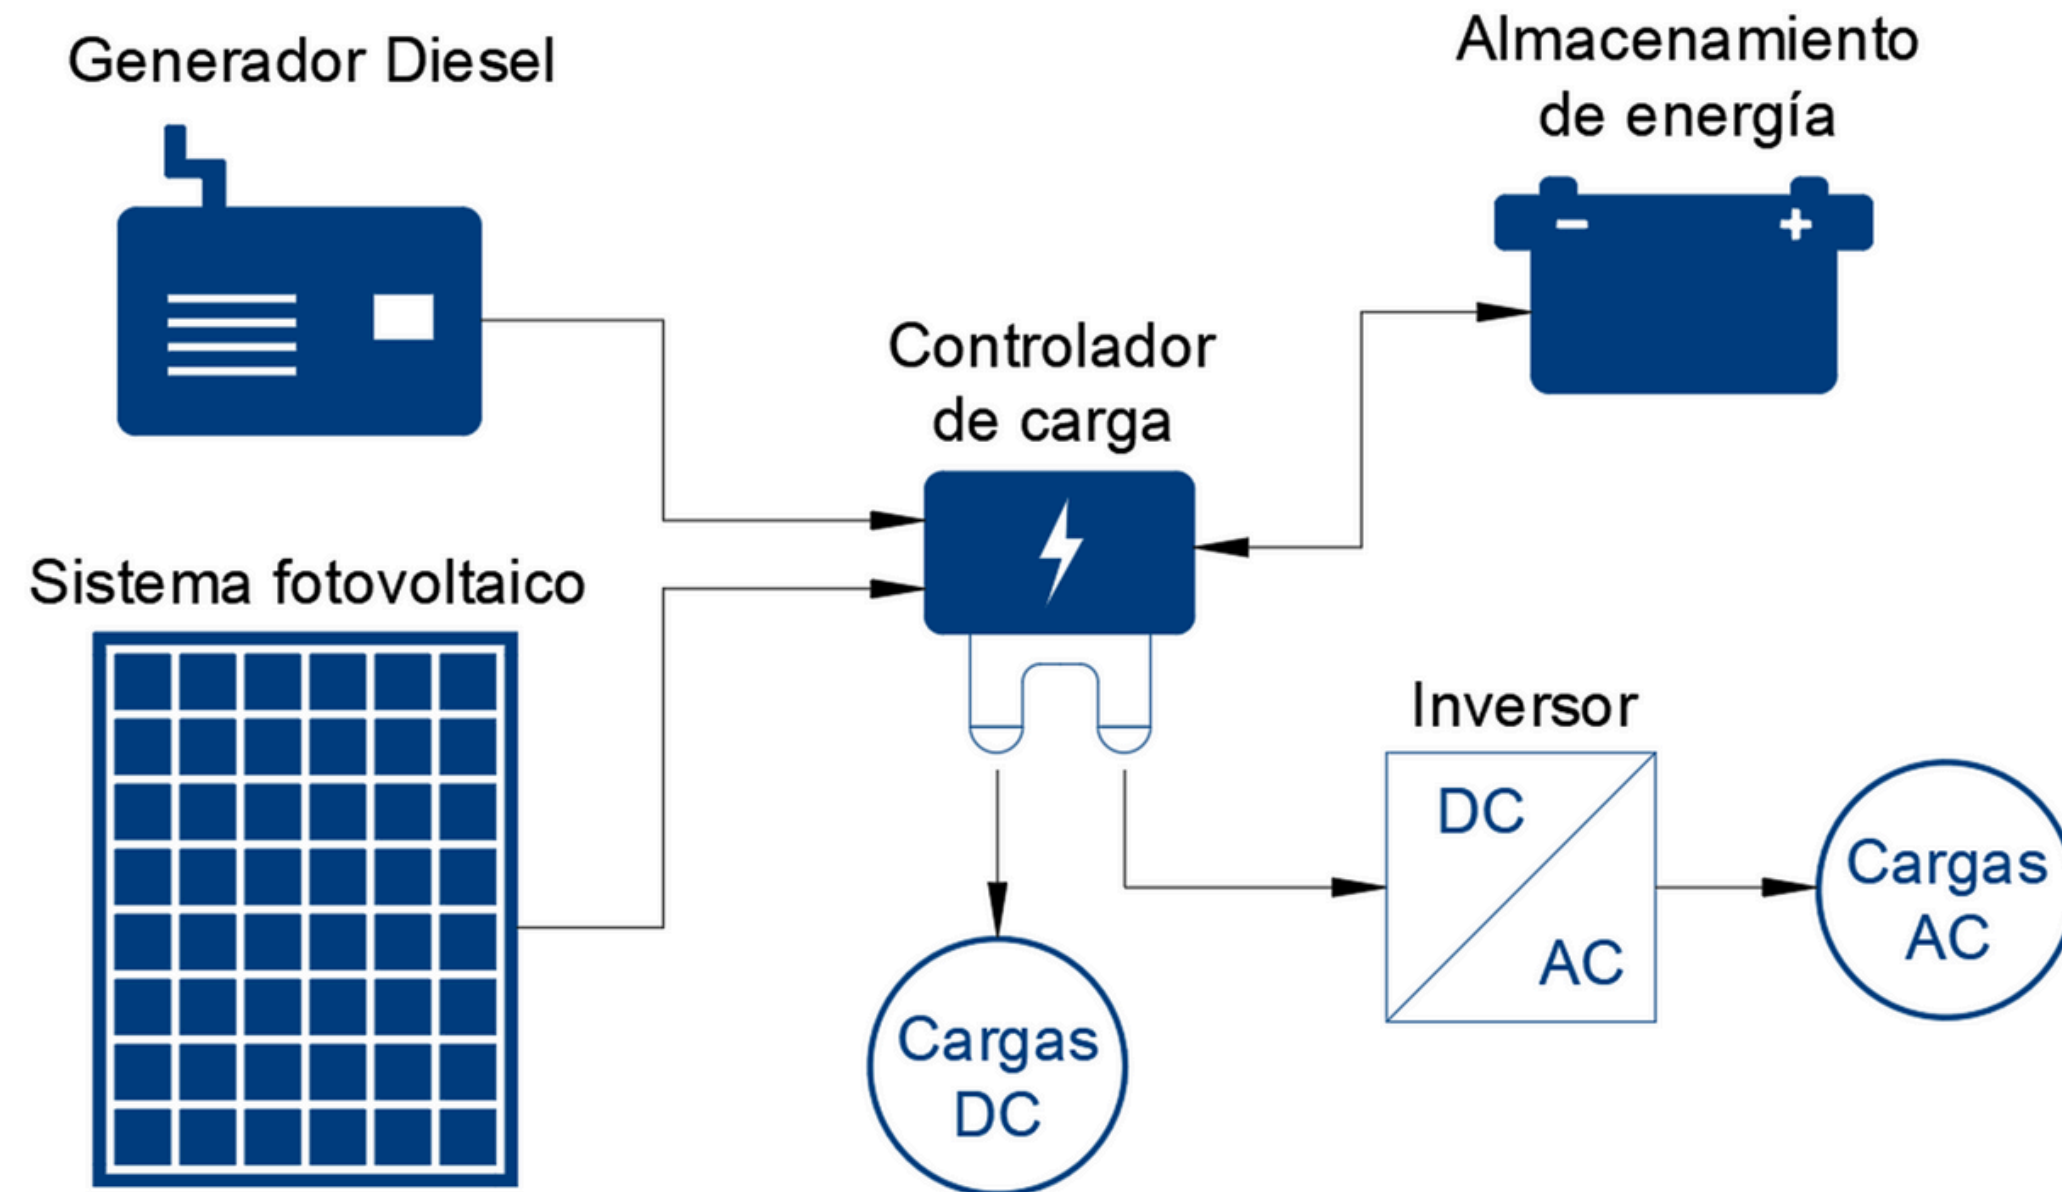 Generador Diesel
Almacenamiento
de energía
- +
Controlador
de carga
Sistema fotovoltaico
Inversor
DC
AC
Cargas
AC
Cargas
DC